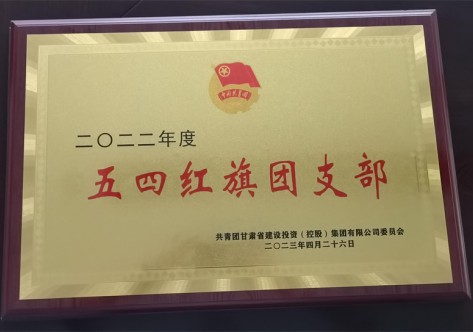 二〇二二年度
五四红旗团支部
共青团甘肃省建设投资（控股）集团有限公司委员会
二〇二三年四月二十六日